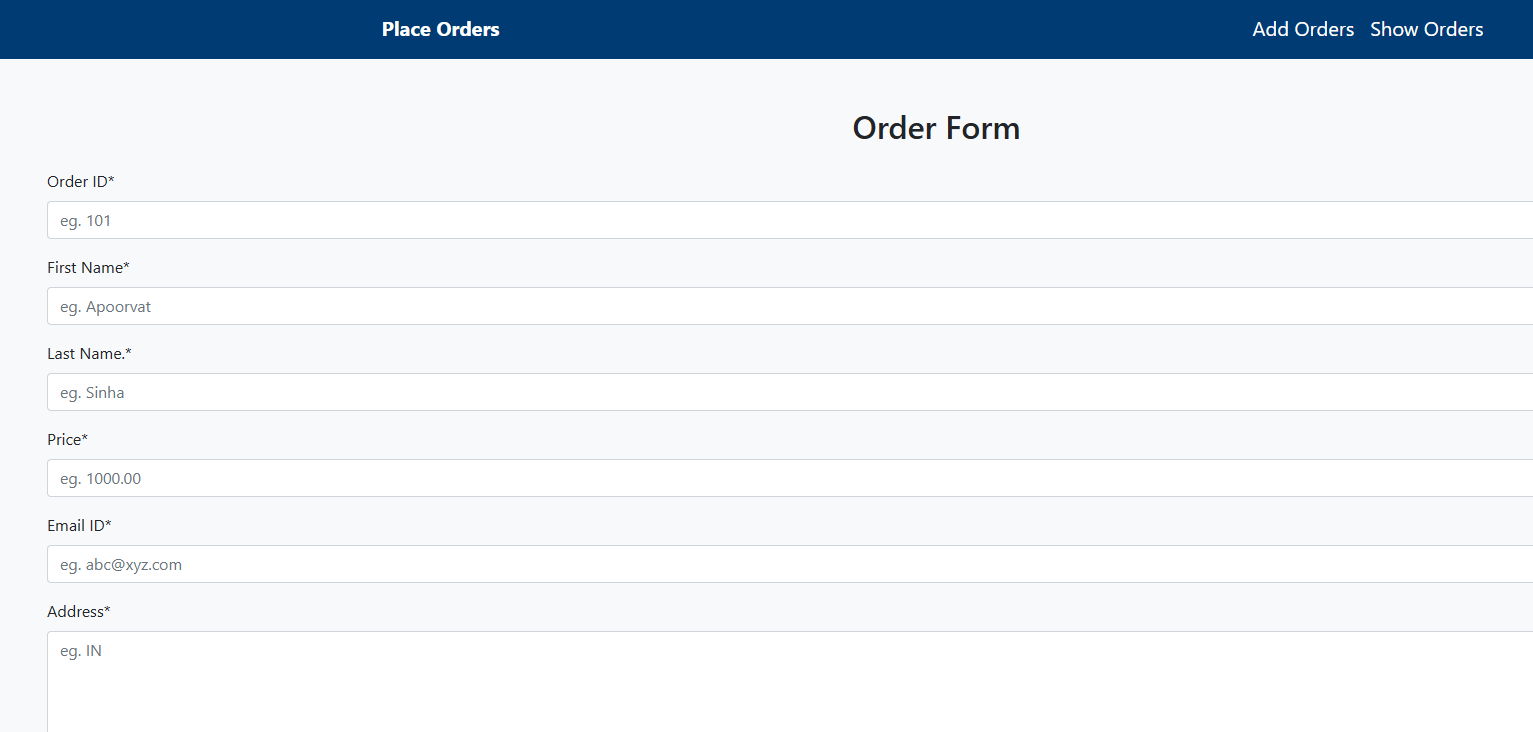 Place Orders Add Orders Show Orders
Order Form
Order ID*
eg. 101
First Name*
eg. Apoorvat
Last Name.*
eg. Sinha
Price*
eg. 1000.00
Email ID*
eg. abc@xyz.com
Address*
eg. IN